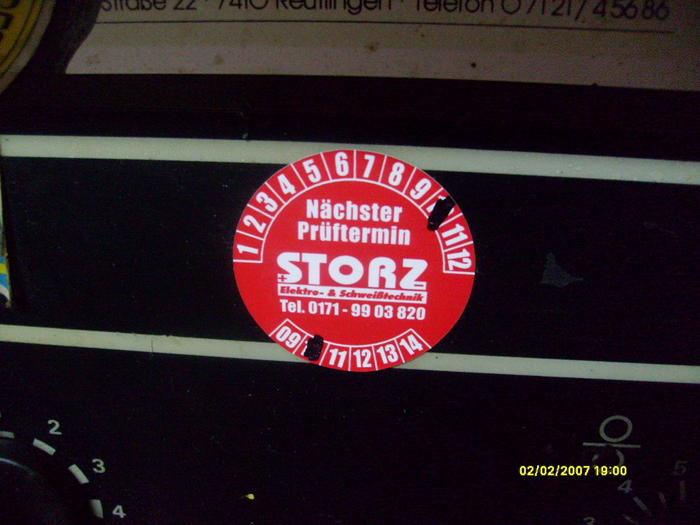 straße 22 · 7410 Reutlingen · Telefon 07121/45686
1 2 3 4 5 6 7 8 9 11 12
Nächster
Prüftermin
STORZ
Elektro- & Schweißtechnik
Tel. 0171 - 99 03 820
09 11 12 13 14
2
3
4
5
3
02/02/2007 19:00